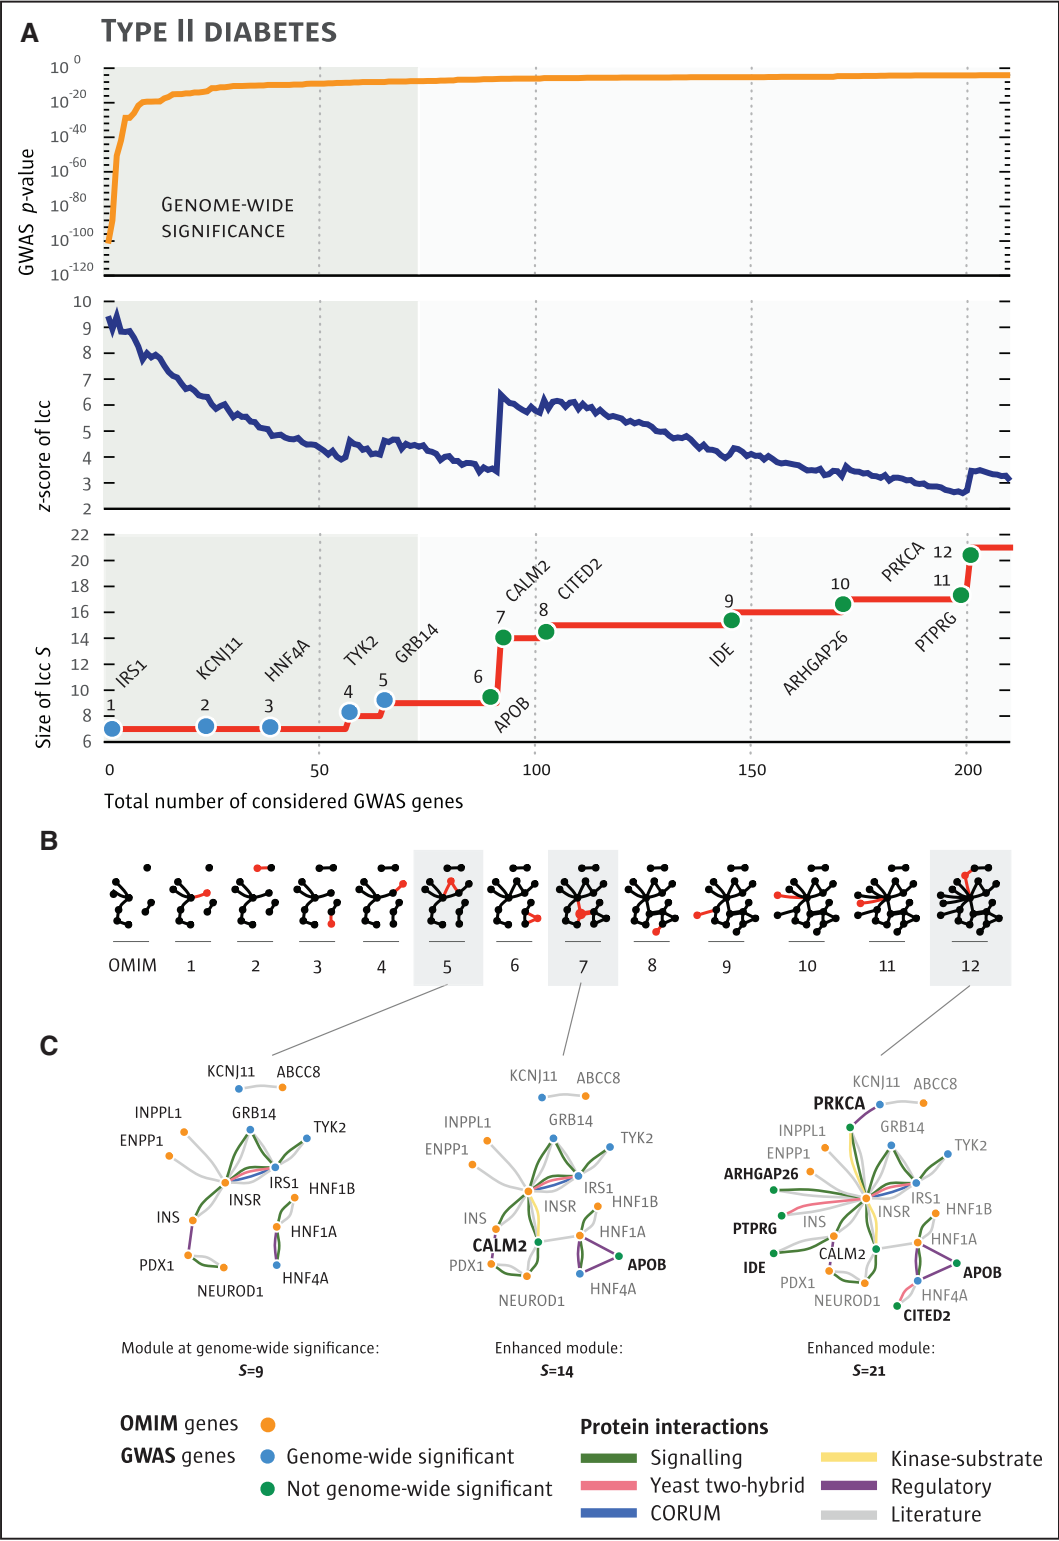 A TYPE II DIABETES
10 0
10 -20
10 -40
10 -60
10 -80
10 -100
10 -120
GWAS p-value
GENOME-WIDE
SIGNIFICANCE
10
9
8
7
6
5
4
3
2
z-score of lcc
22
20
18
16
14
12
10
8
6
Size of lcc S
1 IRS1
2 KCNJ11
3 HNF4A
4 TYK2
5 GRB14
6 APOB
7 CALM2
8 CITED2
9 IDE
10 ARHGAP26
11 PTPRG
12 PRKCA
0 50 100 150 200
Total number of considered GWAS genes
B
OMIM 1 2 3 4 5 6 7 8 9 10 11 12
C
KCNJ11 ABCC8
INPPL1 GRB14
ENPP1 TYK2
IRS1
INSR HNF1B
INS
HNF1A
PDX1
HNF4A
NEUROD1
Module at genome-wide significance:
S=9
KCNJ11 ABCC8
INPPL1 GRB14
ENPP1 TYK2
IRS1
INSR HNF1B
INS
HNF1A
CALM2
PDX1 APOB
HNF4A
NEUROD1
Enhanced module:
S=14
KCNJ11 ABCC8
PRKCA
INPPL1 GRB14
ENPP1 TYK2
ARHGAP26
IRS1
INSR HNF1B
PTPRG INS
HNF1A
CALM2
IDE APOB
PDX1
HNF4A
NEUROD1
CITED2
Enhanced module:
S=21
OMIM genes
GWAS genes Genome-wide significant
Not genome-wide significant
Protein interactions
Signalling
Yeast two-hybrid
CORUM
Kinase-substrate
Regulatory
Literature